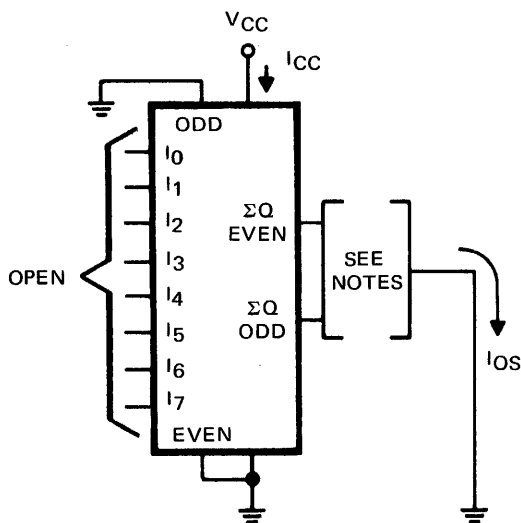 VCC
ICC
ODD
I0
I1
I2
I3
I4
I5
I6
I7
EVEN
OPEN
ΣQ
EVEN
ΣQ
ODD
SEE
NOTES
IOS